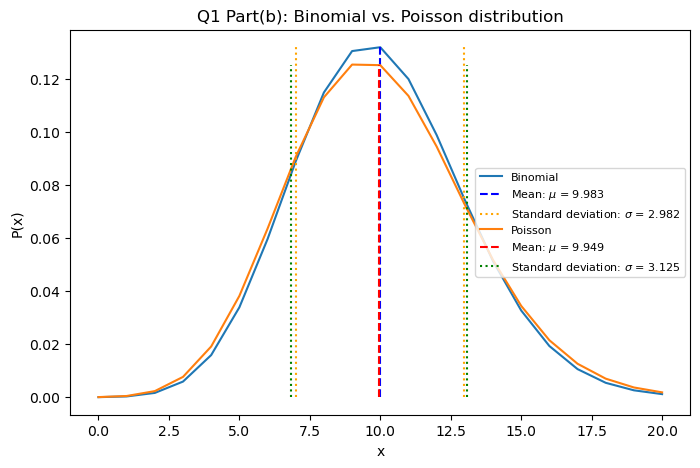 Q1 Part(b): Binomial vs. Poisson distribution
P(x)
0.12
0.10
0.08
0.06
0.04
0.02
0.00
Binomial
Mean: μ = 9.983
Standard deviation: σ = 2.982
Poisson
Mean: μ = 9.949
Standard deviation: σ = 3.125
0.0 2.5 5.0 7.5 10.0 12.5 15.0 17.5 20.0
x